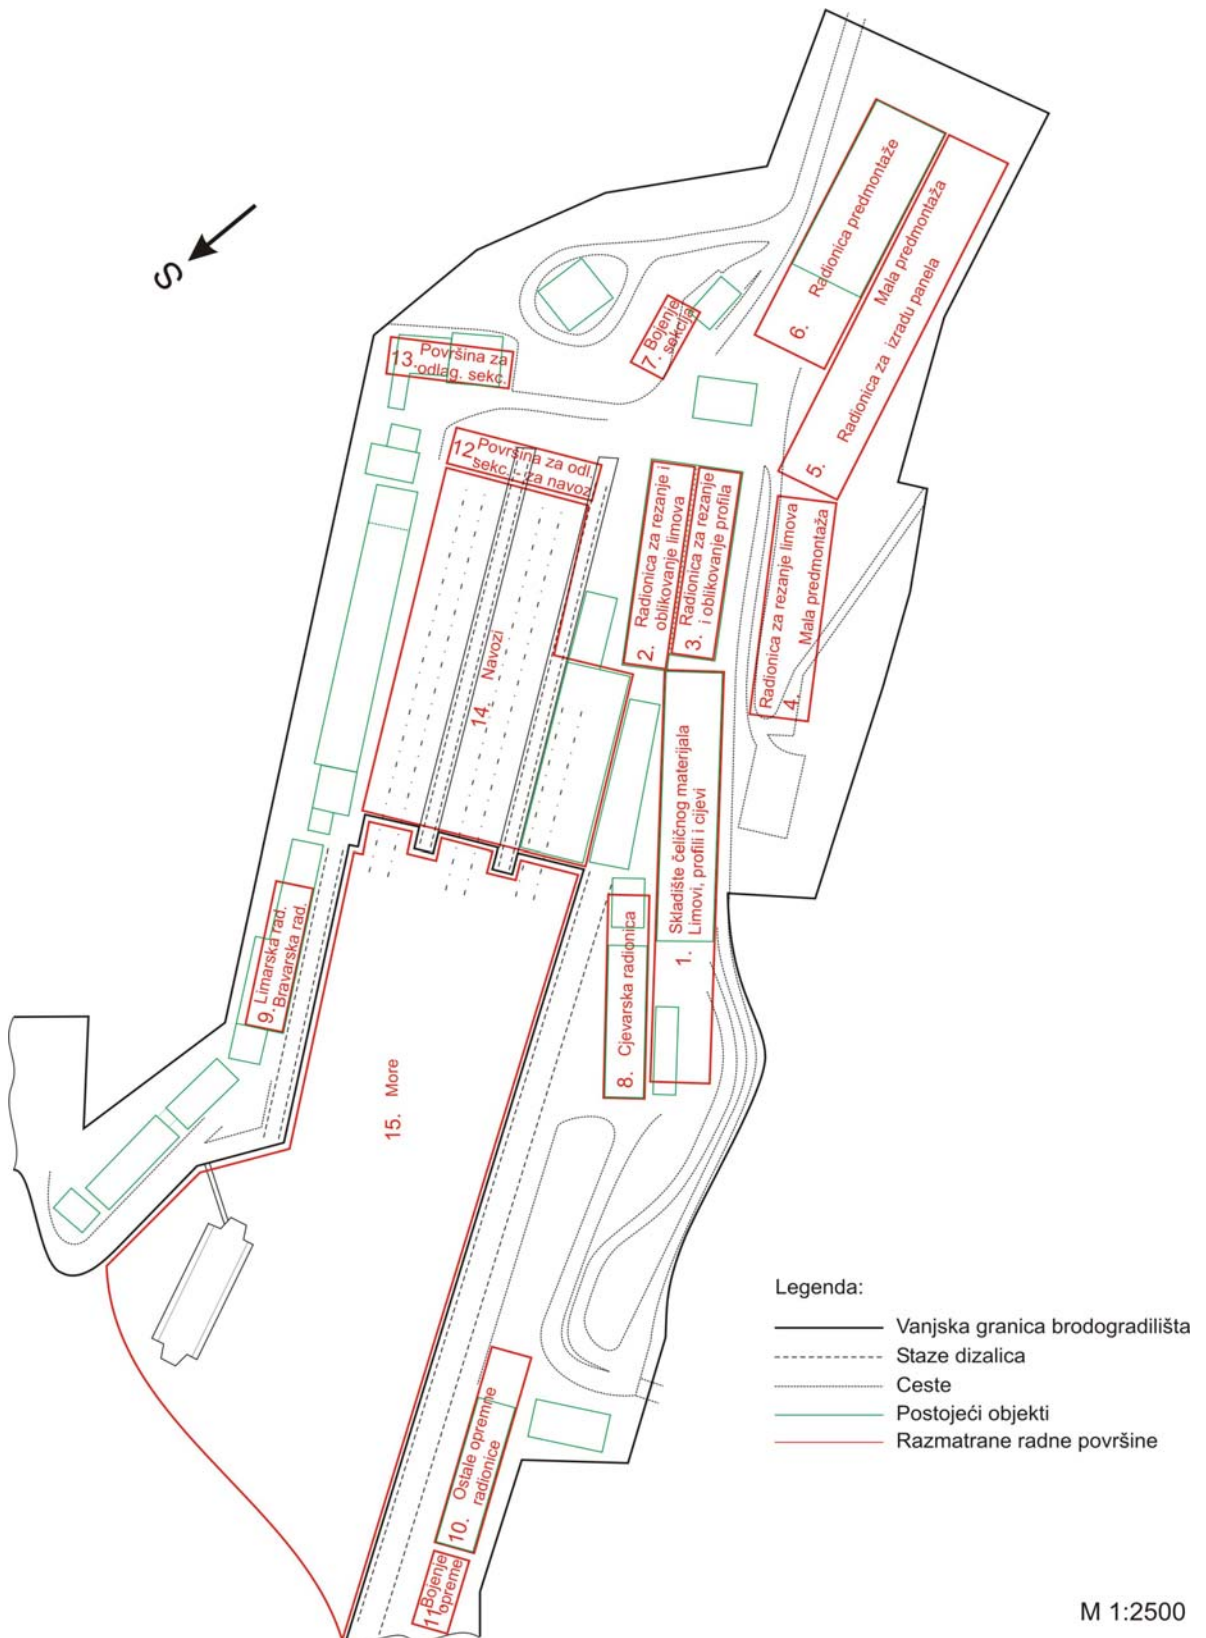 S
6. Radionica predmontaže
Mala predmontaža
5. Radionica za izradu panela
7. Bojenje
sekcija
13. Površina za
odlag. sekc.
12 Površina za odl.
sekc. - za navoz
2. Radionica za rezanje i
oblikovanje limova
3. Radionica za rezanje
i oblikovanje profila
Radionica za rezanje limova
4. Mala predmontaža
14. Navozi
Skladište čeličnog materijala
1. Limovi, profili i cijevi
8. Cjevarska radionica
9. Limarska rad.
Bravarska rad.
15. More
10. Ostale opremne
radionice
11 Bojenje
opreme
Legenda:
Vanjska granica brodogradilišta
Staze dizalica
Ceste
Postojeći objekti
Razmatrane radne površine
M 1:2500